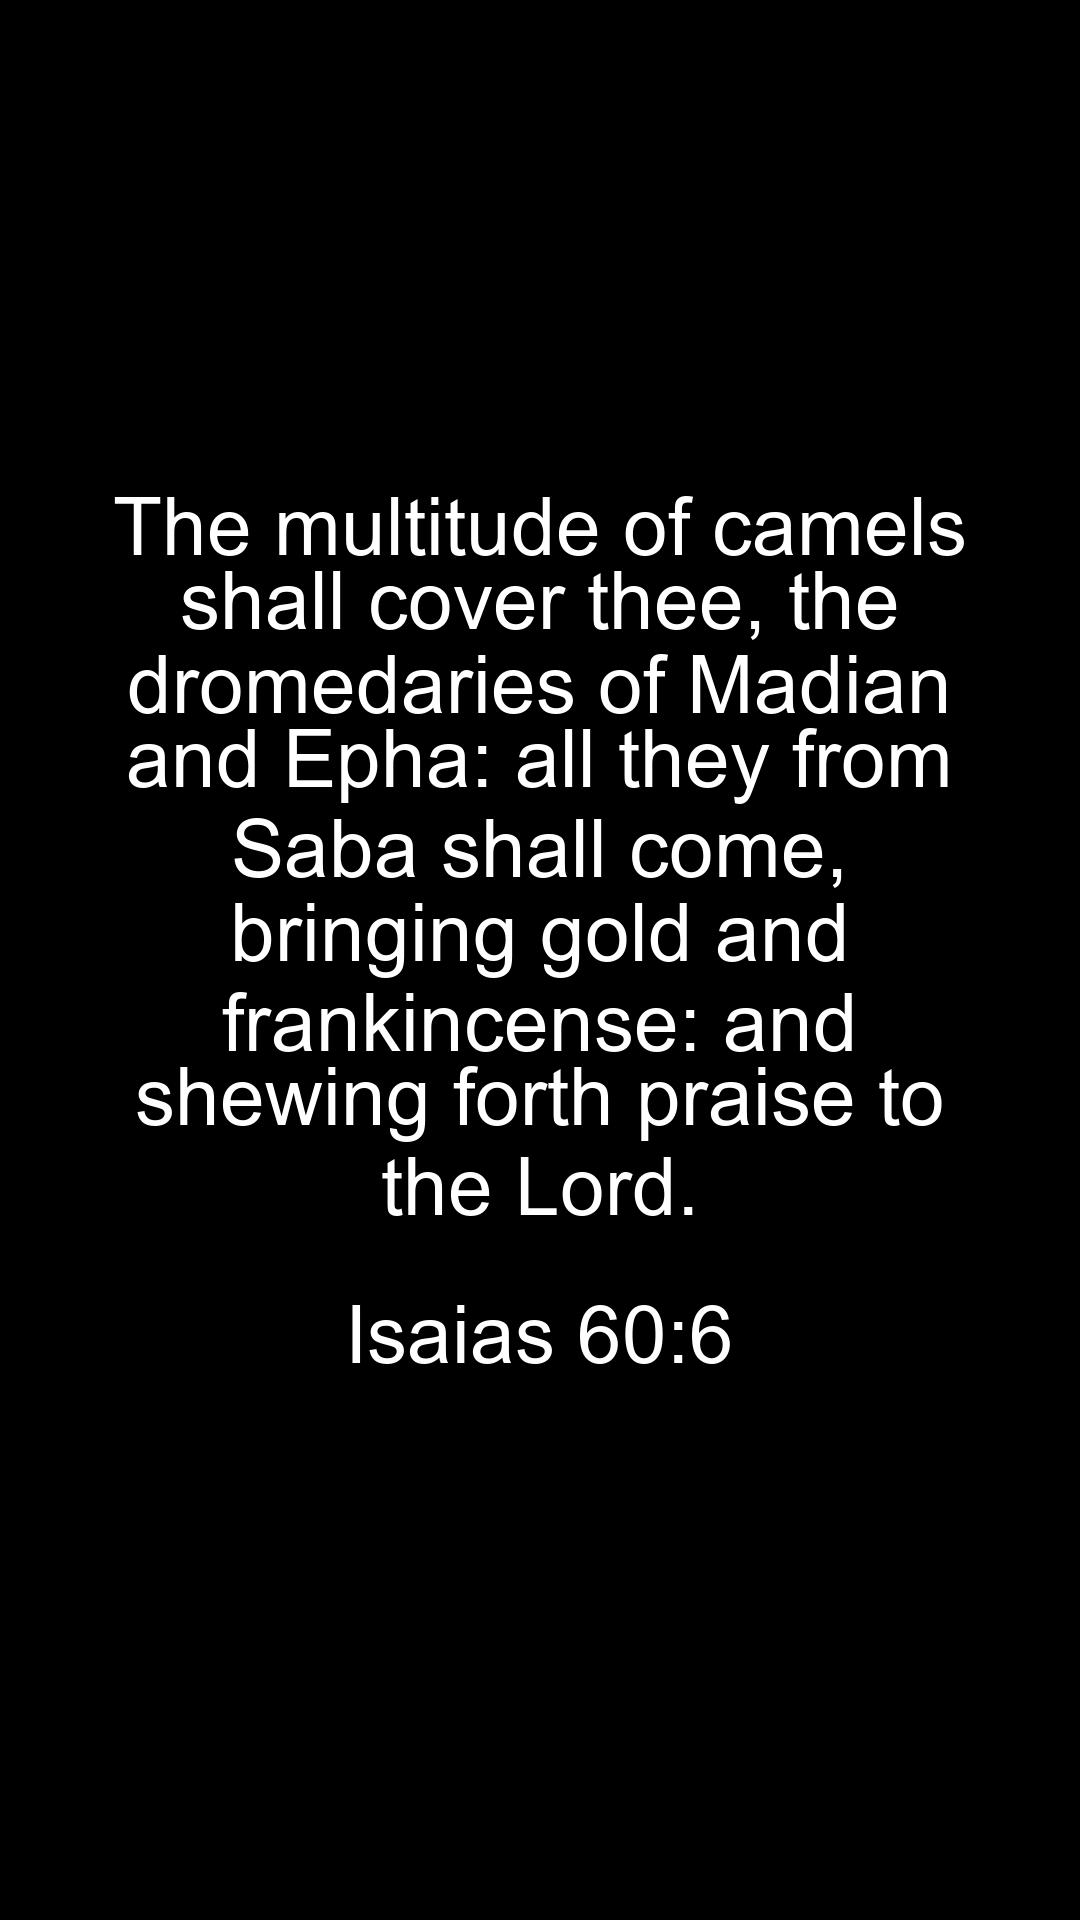 The multitude of camels
shall cover thee, the
dromedaries of Madian
and Epha: all they from
Saba shall come,
bringing gold and
frankincense: and
shewing forth praise to
the Lord.
Isaias 60:6